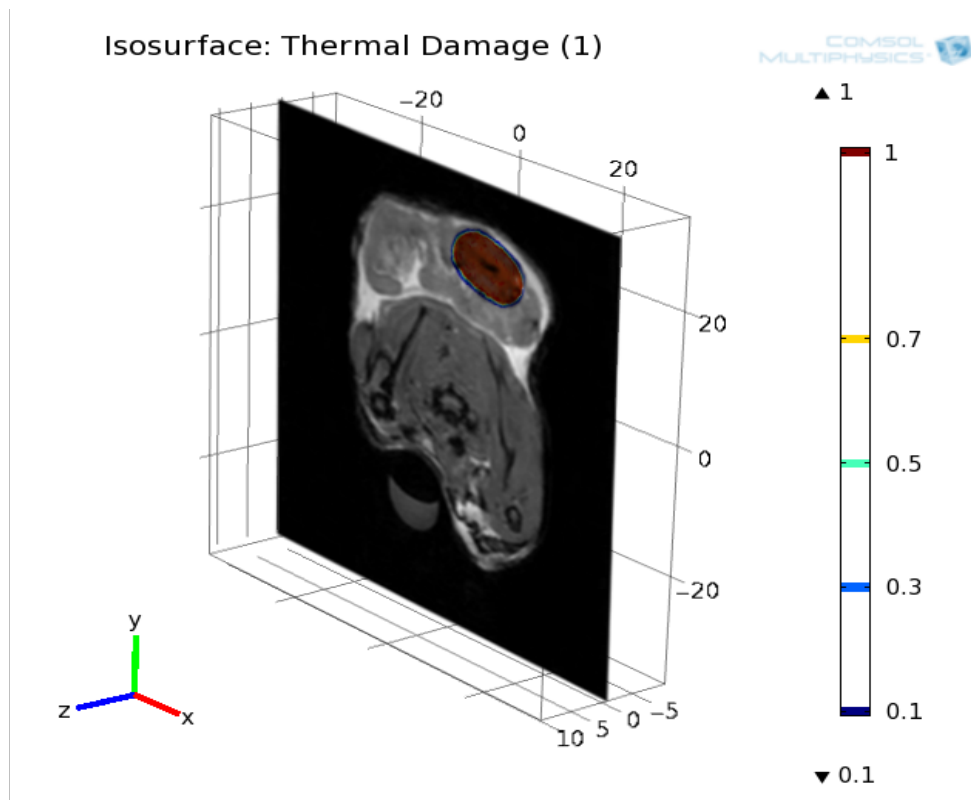 Isosurface: Thermal Damage (1)
COMSOL
MULTIPHYSICS
▲ 1
−20
0
20
1
20
0.7
0
0.5
−20
0.3
0.1
10 5 0 −5
▼ 0.1
y
z
x